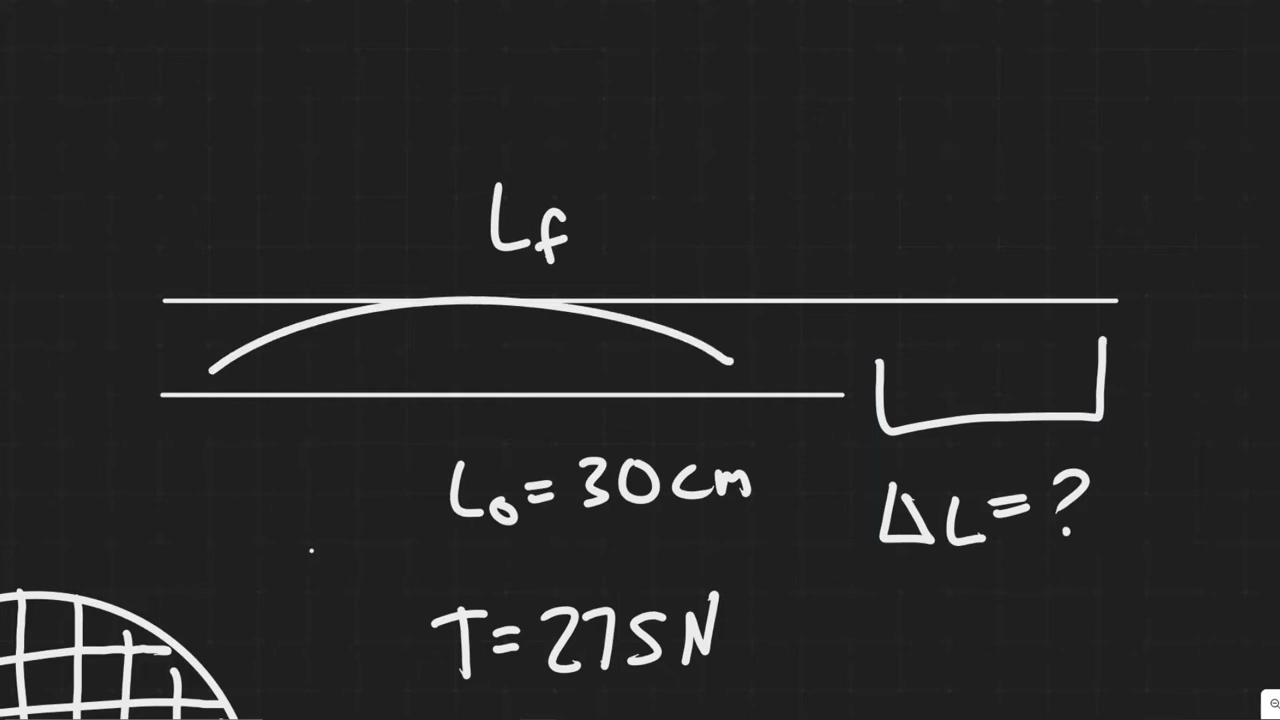 Lf
L₀ = 30 cm
ΔL = ?
T = 275 N